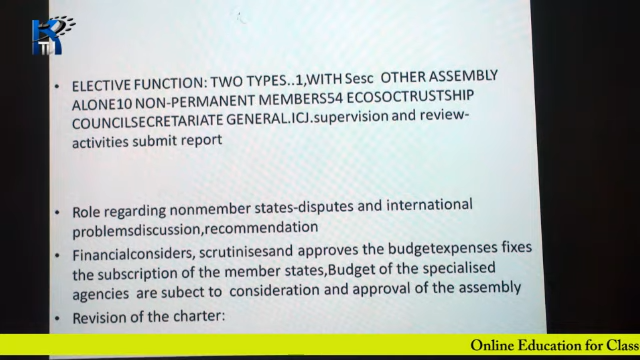 • ELECTIVE FUNCTION: TWO TYPES..1,WITH Sesc OTHER ASSEMBLY
ALONE10 NON-PERMANENT MEMBERS54 ECOSOCTRUSTSHIP
COUNCILSECRETARIATE GENERAL.ICJ.supervision and review-
activities submit report
• Role regarding nonmember states-disputes and international
problemsdiscussion,recommendation
• Financialconsiders, scrutinisesand approves the budgetexpenses fixes
the subscription of the member states,Budget of the specialised
agencies are subect to consideration and approval of the assembly
• Revision of the charter:
Online Education for Class